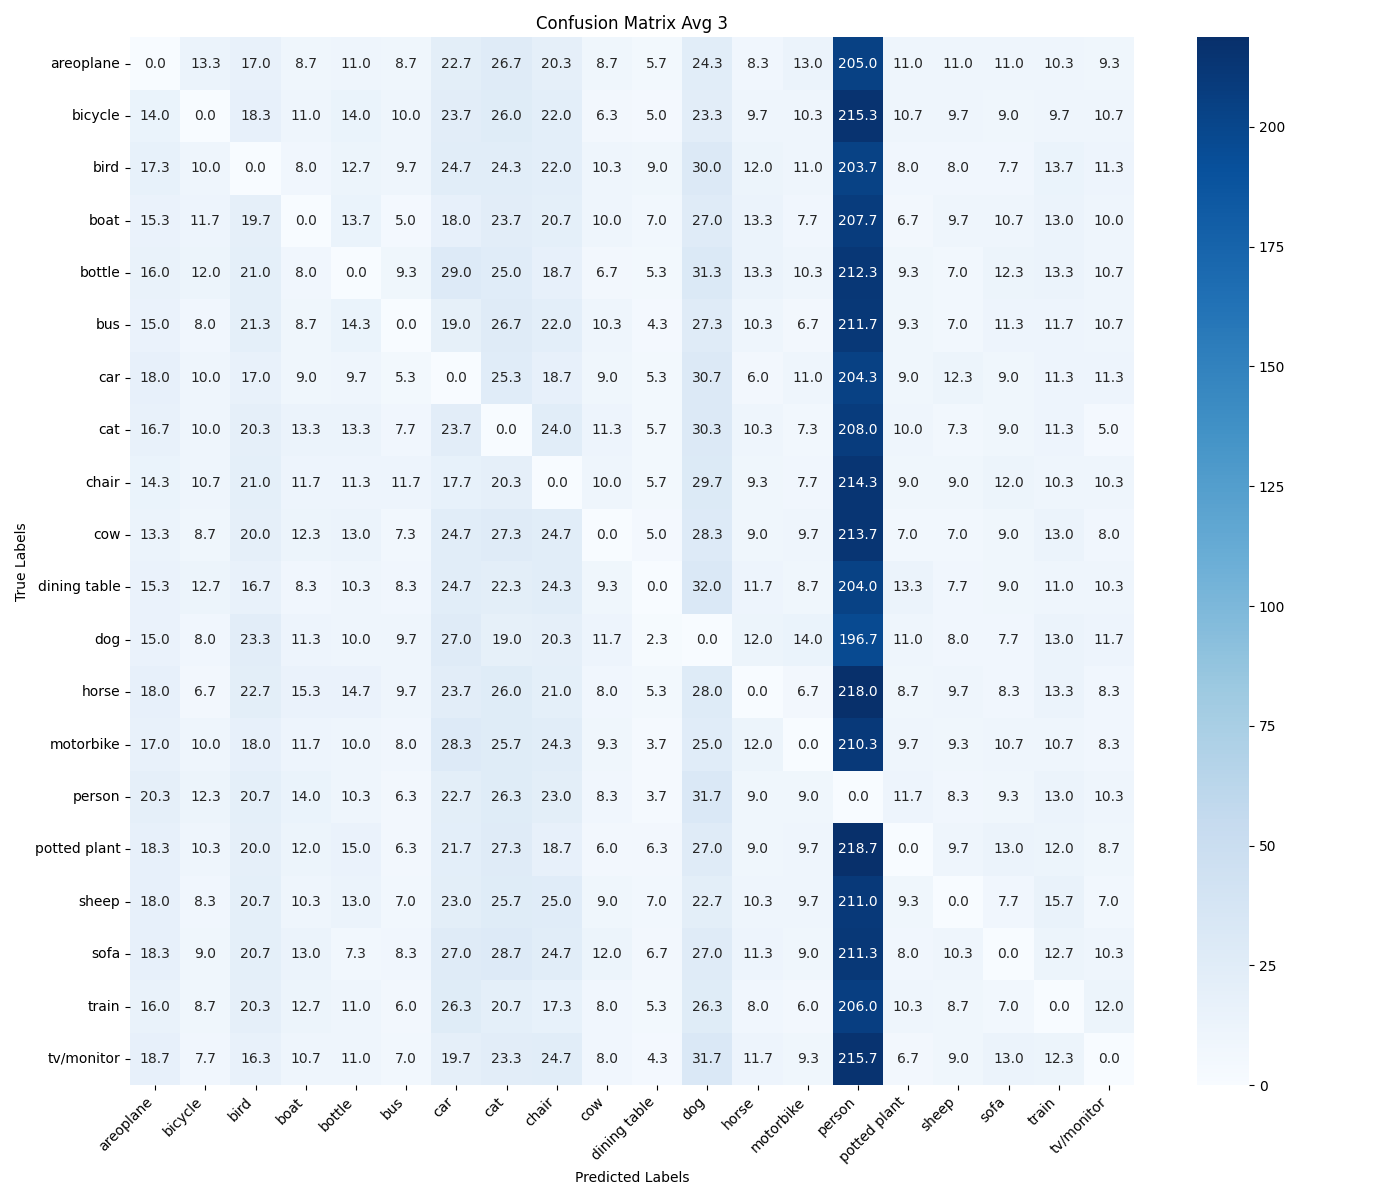 Confusion Matrix Avg 3
True Labels
areoplane 0.0 13.3 17.0 8.7 11.0 8.7 22.7 26.7 20.3 8.7 5.7 24.3 8.3 13.0 205.0 11.0 11.0 11.0 10.3 9.3
bicycle 14.0 0.0 18.3 11.0 14.0 10.0 23.7 26.0 22.0 6.3 5.0 23.3 9.7 10.3 215.3 10.7 9.7 9.0 9.7 10.7
bird 17.3 10.0 0.0 8.0 12.7 9.7 24.7 24.3 22.0 10.3 9.0 30.0 12.0 11.0 203.7 8.0 8.0 7.7 13.7 11.3
boat 15.3 11.7 19.7 0.0 13.7 5.0 18.0 23.7 20.7 10.0 7.0 27.0 13.3 7.7 207.7 6.7 9.7 10.7 13.0 10.0
bottle 16.0 12.0 21.0 8.0 0.0 9.3 29.0 25.0 18.7 6.7 5.3 31.3 13.3 10.3 212.3 9.3 7.0 12.3 13.3 10.7
bus 15.0 8.0 21.3 8.7 14.3 0.0 19.0 26.7 22.0 10.3 4.3 27.3 10.3 6.7 211.7 9.3 7.0 11.3 11.7 10.7
car 18.0 10.0 17.0 9.0 9.7 5.3 0.0 25.3 18.7 9.0 5.3 30.7 6.0 11.0 204.3 9.0 12.3 9.0 11.3 11.3
cat 16.7 10.0 20.3 13.3 13.3 7.7 23.7 0.0 24.0 11.3 5.7 30.3 10.3 7.3 208.0 10.0 7.3 9.0 11.3 5.0
chair 14.3 10.7 21.0 11.7 11.3 11.7 17.7 20.3 0.0 10.0 5.7 29.7 9.3 7.7 214.3 9.0 9.0 12.0 10.3 10.3
cow 13.3 8.7 20.0 12.3 13.0 7.3 24.7 27.3 24.7 0.0 5.0 28.3 9.0 9.7 213.7 7.0 7.0 9.0 13.0 8.0
dining table 15.3 12.7 16.7 8.3 10.3 8.3 24.7 22.3 24.3 9.3 0.0 32.0 11.7 8.7 204.0 13.3 7.7 9.0 11.0 10.3
dog 15.0 8.0 23.3 11.3 10.0 9.7 27.0 19.0 20.3 11.7 2.3 0.0 12.0 14.0 196.7 11.0 8.0 7.7 13.0 11.7
horse 18.0 6.7 22.7 15.3 14.7 9.7 23.7 26.0 21.0 8.0 5.3 28.0 0.0 6.7 218.0 8.7 9.7 8.3 13.3 8.3
motorbike 17.0 10.0 18.0 11.7 10.0 8.0 28.3 25.7 24.3 9.3 3.7 25.0 12.0 0.0 210.3 9.7 9.3 10.7 10.7 8.3
person 20.3 12.3 20.7 14.0 10.3 6.3 22.7 26.3 23.0 8.3 3.7 31.7 9.0 9.0 0.0 11.7 8.3 9.3 13.0 10.3
potted plant 18.3 10.3 20.0 12.0 15.0 6.3 21.7 27.3 18.7 6.0 6.3 27.0 9.0 9.7 218.7 0.0 9.7 13.0 12.0 8.7
sheep 18.0 8.3 20.7 10.3 13.0 7.0 23.0 25.7 25.0 9.0 7.0 22.7 10.3 9.7 211.0 9.3 0.0 7.7 15.7 7.0
sofa 18.3 9.0 20.7 13.0 7.3 8.3 27.0 28.7 24.7 12.0 6.7 27.0 11.3 9.0 211.3 8.0 10.3 0.0 12.7 10.3
train 16.0 8.7 20.3 12.7 11.0 6.0 26.3 20.7 17.3 8.0 5.3 26.3 8.0 6.0 206.0 10.3 8.7 7.0 0.0 12.0
tv/monitor 18.7 7.7 16.3 10.7 11.0 7.0 19.7 23.3 24.7 8.0 4.3 31.7 11.7 9.3 215.7 6.7 9.0 13.0 12.3 0.0
areoplane bicycle bird boat bottle bus car cat chair cow dining table dog horse motorbike person potted plant sheep sofa train tv/monitor
Predicted Labels
200
175
150
125
100
75
50
25
0